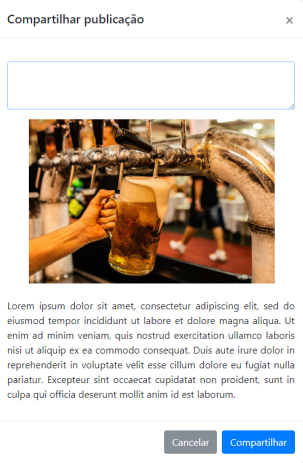 Compartilhar publicação
×
Lorem ipsum dolor sit amet, consectetur adipiscing elit, sed do
eiusmod tempor incididunt ut labore et dolore magna aliqua. Ut
enim ad minim veniam, quis nostrud exercitation ullamco laboris
nisi ut aliquip ex ea commodo consequat. Duis aute irure dolor in
reprehenderit in voluptate velit esse cillum dolore eu fugiat nulla
pariatur. Excepteur sint occaecat cupidatat non proident, sunt in
culpa qui officia deserunt mollit anim id est laborum.
Cancelar Compartilhar